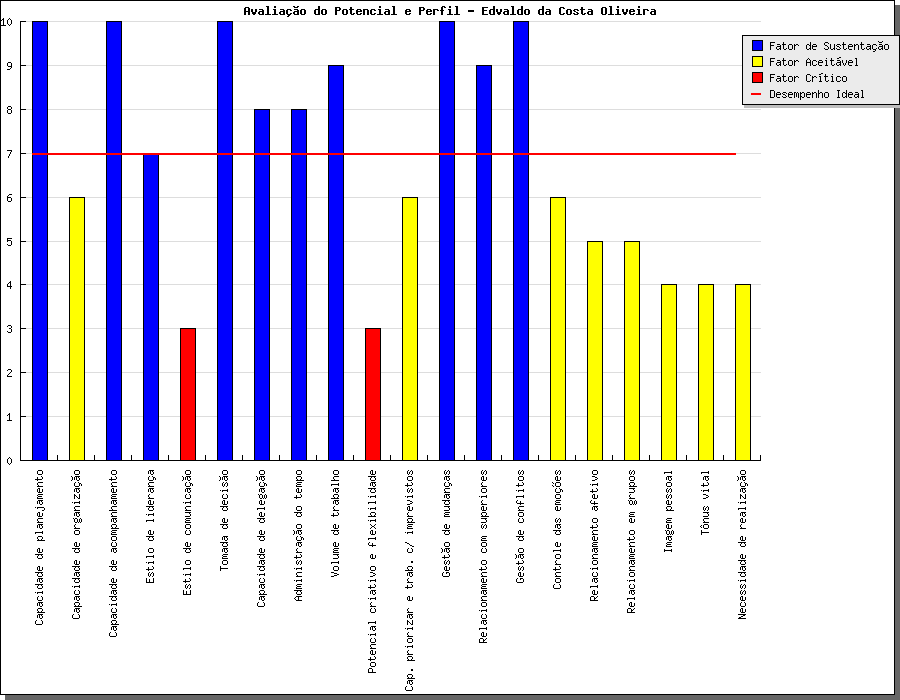 Avaliação do Potencial e Perfil - Edvaldo da Costa Oliveira
Fator de Sustentação
Fator Aceitável
Fator Crítico
Desempenho Ideal
10
9
8
7
6
5
4
3
2
1
0
Capacidade de planejamento
Capacidade de organização
Capacidade de acompanhamento
Estilo de liderança
Estilo de comunicação
Tomada de decisão
Capacidade de delegação
Administração do tempo
Volume de trabalho
Potencial criativo e flexibilidade
Cap. priorizar e trab. c/ imprevistos
Gestão de mudanças
Relacionamento com superiores
Gestão de conflitos
Controle das emoções
Relacionamento afetivo
Relacionamento em grupos
Imagem pessoal
Tônus vital
Necessidade de realização